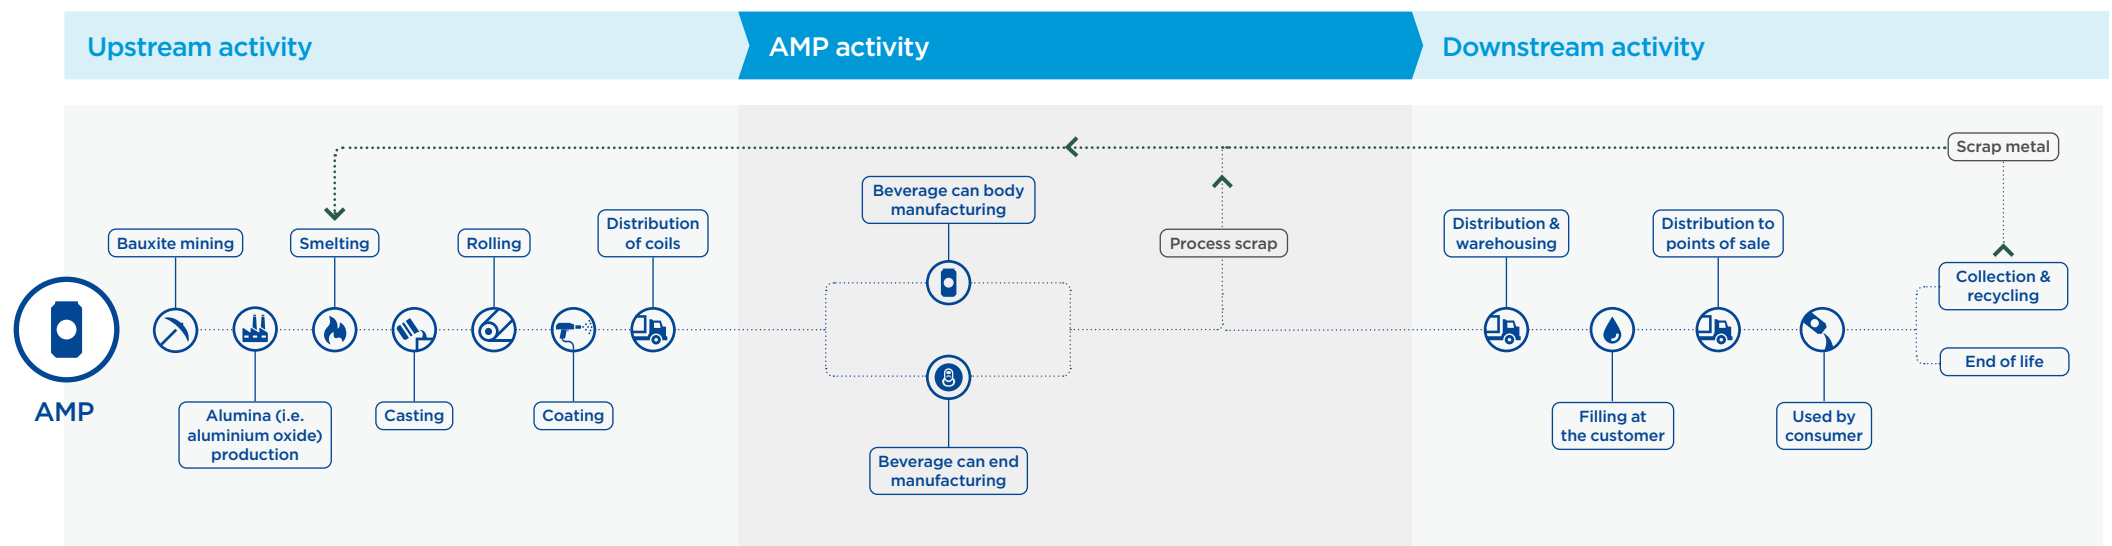 Upstream activity
AMP activity
Downstream activity
Scrap metal
Beverage can body
manufacturing
Bauxite mining
Smelting
Rolling
Distribution
of coils
Process scrap
Distribution &
warehousing
Distribution to
points of sale
Collection &
recycling
End of life
AMP
Alumina (i.e.
aluminium oxide)
production
Casting
Coating
Beverage can end
manufacturing
Filling at
the customer
Used by
consumer